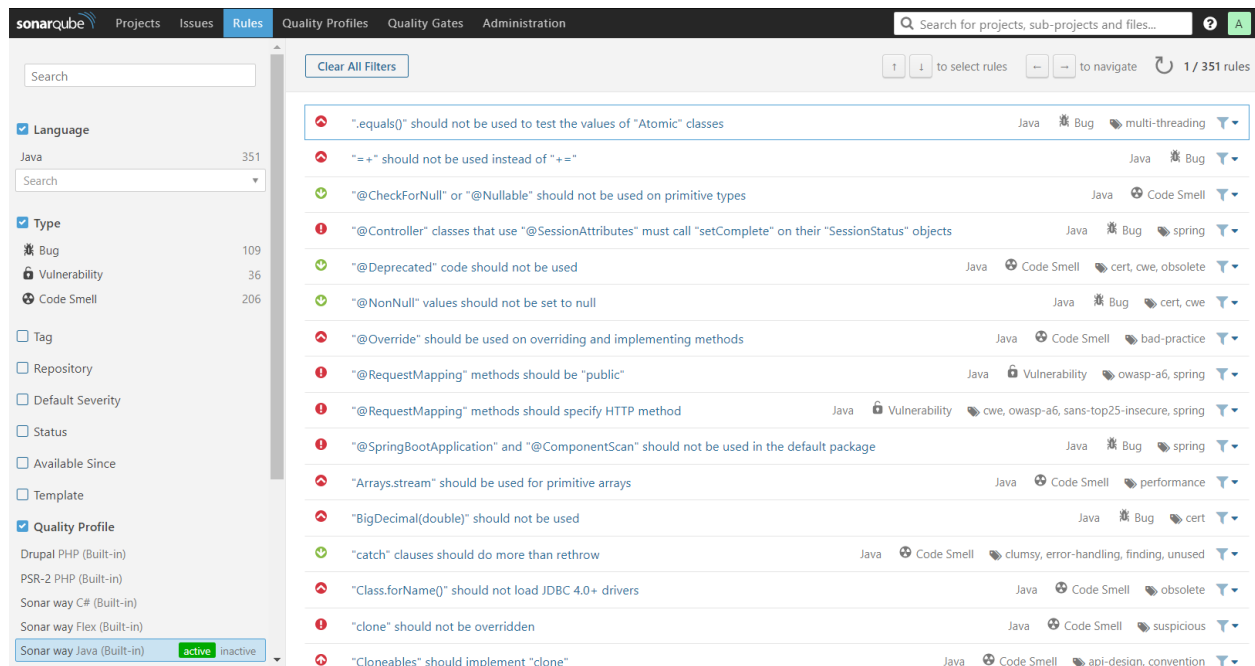 sonarqube Projects Issues Rules Quality Profiles Quality Gates Administration Search for projects, sub-projects and files... ? A
Search
Language
Java 351
Search
Type
Bug 109
Vulnerability 36
Code Smell 206
Tag
Repository
Default Severity
Status
Available Since
Template
Quality Profile
Drupal PHP (Built-in)
PSR-2 PHP (Built-in)
Sonar way C# (Built-in)
Sonar way Flex (Built-in)
Sonar way Java (Built-in) active inactive
Clear All Filters ↑ ↓ to select rules ← → to navigate 1 / 351 rules
".equals()" should not be used to test the values of "Atomic" classes Java Bug multi-threading
"=+" should not be used instead of "+=" Java Bug
"@CheckForNull" or "@Nullable" should not be used on primitive types Java Code Smell
"@Controller" classes that use "@SessionAttributes" must call "setComplete" on their "SessionStatus" objects Java Bug spring
"@Deprecated" code should not be used Java Code Smell cert, cwe, obsolete
"@NonNull" values should not be set to null Java Bug cert, cwe
"@Override" should be used on overriding and implementing methods Java Code Smell bad-practice
"@RequestMapping" methods should be "public" Java Vulnerability owasp-a6, spring
"@RequestMapping" methods should specify HTTP method Java Vulnerability cwe, owasp-a6, sans-top25-insecure, spring
"@SpringBootApplication" and "@ComponentScan" should not be used in the default package Java Bug spring
"Arrays.stream" should be used for primitive arrays Java Code Smell performance
"BigDecimal(double)" should not be used Java Bug cert
"catch" clauses should do more than rethrow Java Code Smell clumsy, error-handling, finding, unused
"Class.forName()" should not load JDBC 4.0+ drivers Java Code Smell obsolete
"clone" should not be overridden Java Code Smell suspicious
"Cloneables" should implement "clone" Java Code Smell api-design, convention